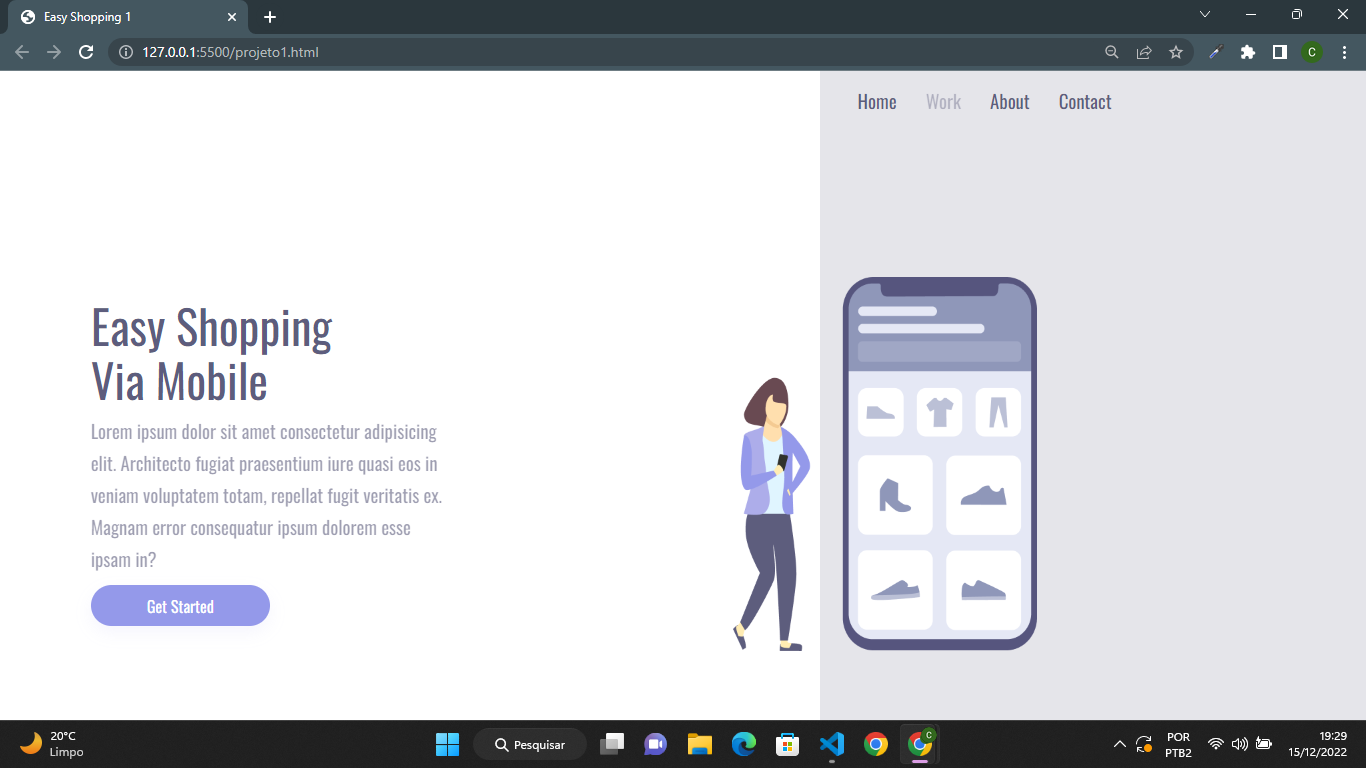 Easy Shopping 1
127.0.0.1:5500/projeto1.html
C
Home Work About Contact
Easy Shopping
Via Mobile
Lorem ipsum dolor sit amet consectetur adipisicing
elit. Architecto fugiat praesentium iure quasi eos in
veniam voluptatem totam, repellat fugit veritatis ex.
Magnam error consequatur ipsum dolorem esse
ipsam in?
Get Started
20°C
Limpo
Pesquisar
C
POR
PTB2
19:29
15/12/2022